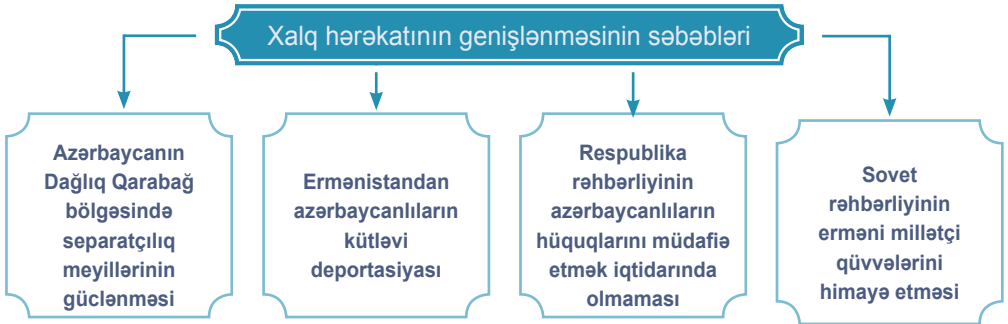 Xalq hərəkatının genişlənməsinin səbəbləri
Azərbaycanın
Dağlıq Qarabağ
bölgəsində
separatçılıq
meyillərinin
güclənməsi
Ermənistandan
azərbaycanlıların
kütləvi
deportasiyası
Respublika
rəhbərliyinin
azərbaycanlıların
hüquqlarını müdafiə
etmək iqtidarında
olmaması
Sovet
rəhbərliyinin
erməni millətçi
qüvvələrini
himayə etməsi